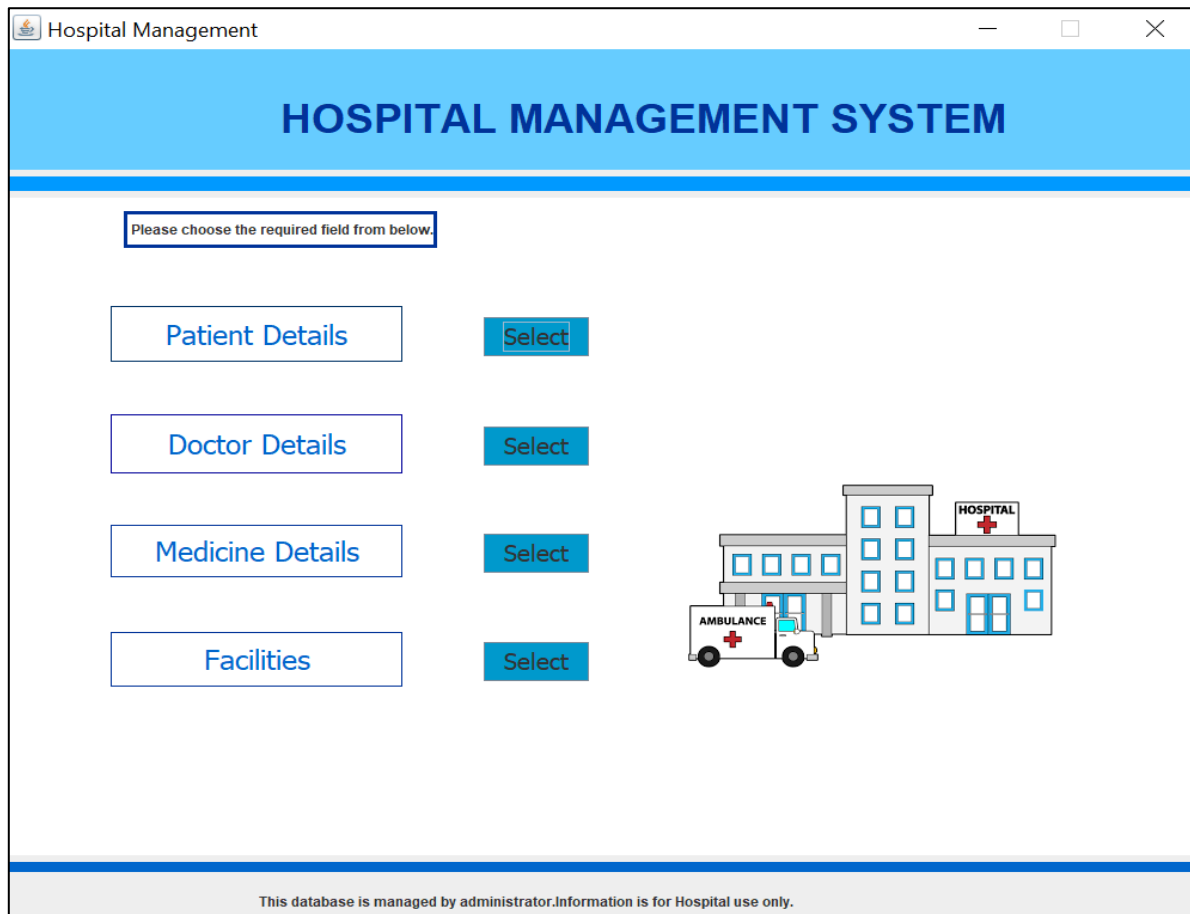 Hospital Management
HOSPITAL MANAGEMENT SYSTEM
Please choose the required field from below.
Patient Details
Select
Doctor Details
Select
Medicine Details
Select
Facilities
Select
HOSPITAL
AMBULANCE
This database is managed by administrator.Information is for Hospital use only.